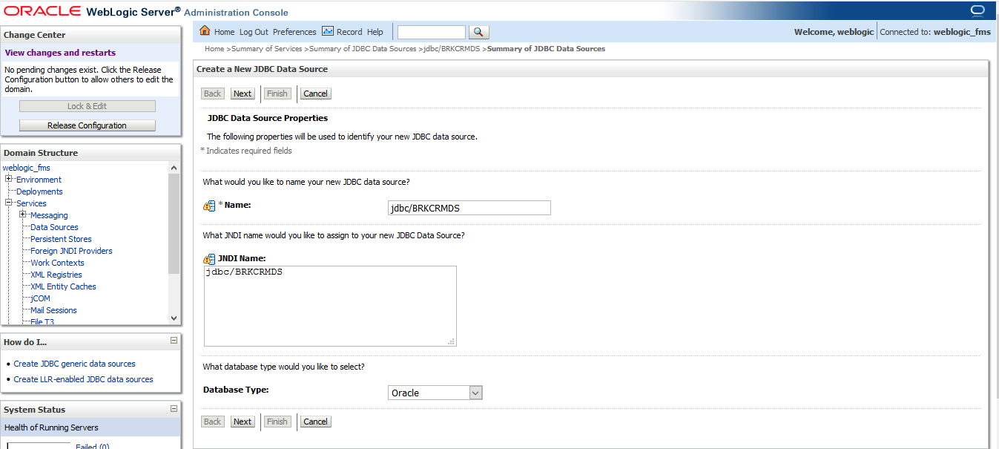 ORACLE WebLogic Server® Administration Console
Change Center
View changes and restarts
No pending changes exist. Click the Release
Configuration button to allow others to edit the
domain.
Lock & Edit
Release Configuration
Domain Structure
weblogic_fms
Environment
Deployments
Services
Messaging
Data Sources
Persistent Stores
Foreign JNDI Providers
Work Contexts
XML Registries
XML Entity Caches
jCOM
Mail Sessions
File T3
How do I...
Create JDBC generic data sources
Create LLR-enabled JDBC data sources
System Status
Health of Running Servers
Failed (0)
Home Log Out Preferences Record Help
Welcome, weblogic Connected to: weblogic_fms
Home >Summary of Services >Summary of JDBC Data Sources >jdbc/BRKCRMDS >Summary of JDBC Data Sources
Create a New JDBC Data Source
Back Next Finish Cancel
JDBC Data Source Properties
The following properties will be used to identify your new JDBC data source.
* Indicates required fields
What would you like to name your new JDBC data source?
* Name: jdbc/BRKCRMDS
What JNDI name would you like to assign to your new JDBC Data Source?
JNDI Name:
jdbc/BRKCRMDS
What database type would you like to select?
Database Type: Oracle
Back Next Finish Cancel